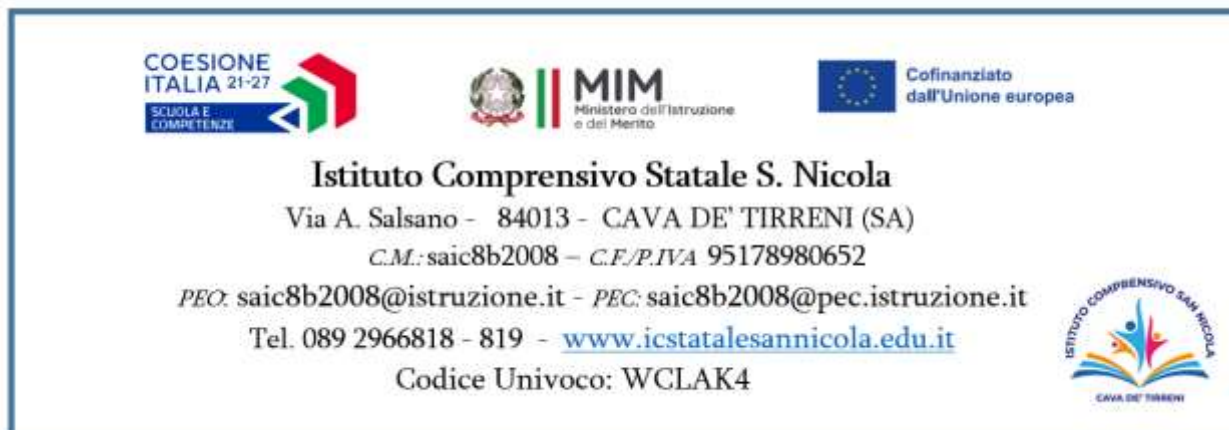 COESIONE
ITALIA 21-27
SCUOLA E
COMPETENZE
MIM
Ministero dell'Istruzione
e del Merito
Cofinanziato
dall'Unione europea
Istituto Comprensivo Statale S. Nicola
Via A. Salsano - 84013 - CAVA DE' TIRRENI (SA)
C.M.: saic8b2008 – C.F./P.IVA 95178980652
PEO: saic8b2008@istruzione.it - PEC: saic8b2008@pec.istruzione.it
Tel. 089 2966818 - 819 - www.icstatalesannicola.edu.it
Codice Univoco: WCLAK4
ISTITUTO COMPRENSIVO SAN NICOLA
CAVA DE' TIRRENI